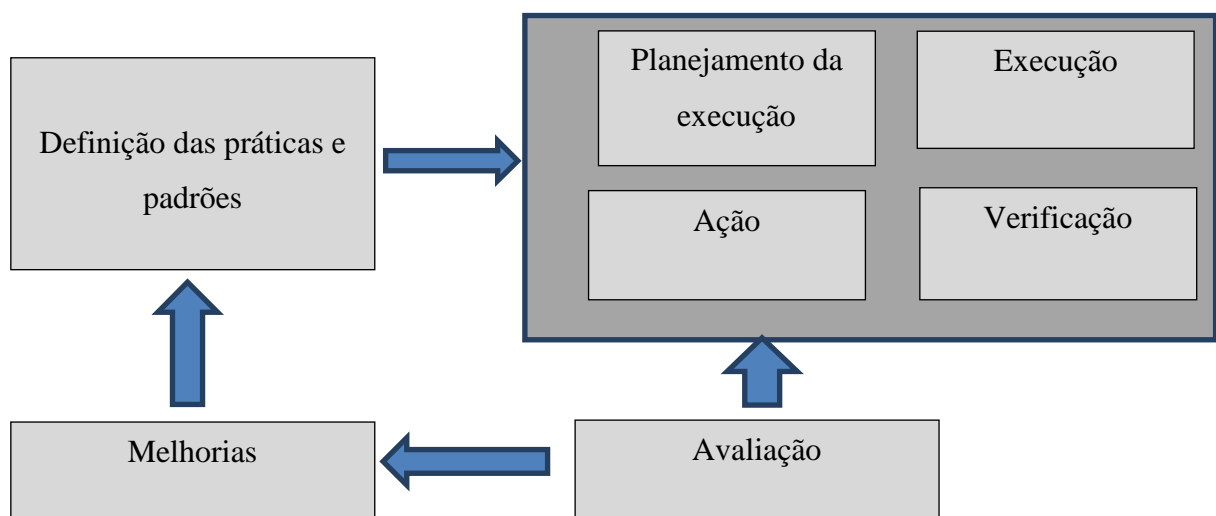 Definição das práticas e
padrões
Planejamento da
execução
Execução
Ação
Verificação
Melhorias
Avaliação